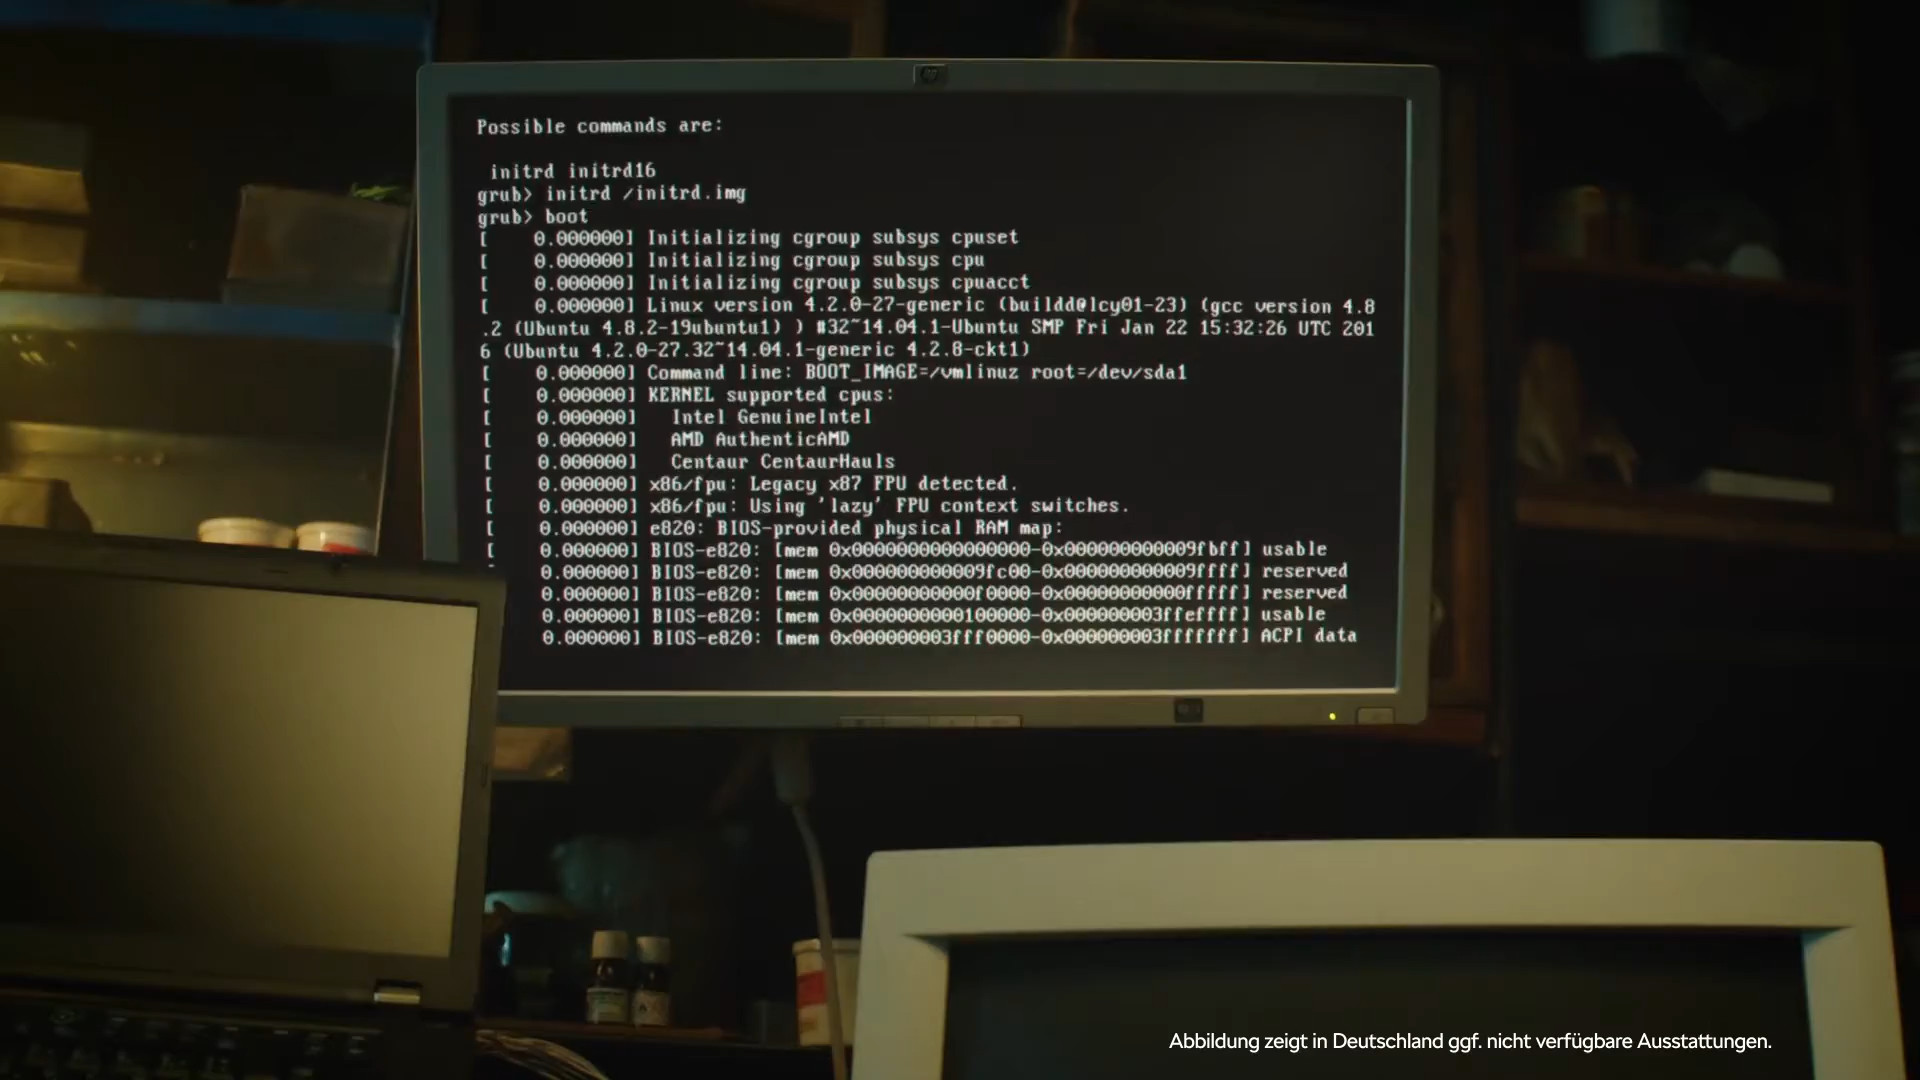 Possible commands are:
initrd initrd16
grub> initrd /initrd.img
grub> boot
[    0.000000] Initializing cgroup subsys cpuset
[    0.000000] Initializing cgroup subsys cpu
[    0.000000] Initializing cgroup subsys cpuacct
[    0.000000] Linux version 4.2.0-27-generic (buildd@lcy01-23) (gcc version 4.8
.2 (Ubuntu 4.8.2-19ubuntu1) ) #32~14.04.1-Ubuntu SMP Fri Jan 22 15:32:26 UTC 201
6 (Ubuntu 4.2.0-27.32~14.04.1-generic 4.2.8-ckt1)
[    0.000000] Command line: BOOT_IMAGE=/vmlinuz root=/dev/sda1
[    0.000000] KERNEL supported cpus:
[    0.000000]   Intel GenuineIntel
[    0.000000]   AMD AuthenticAMD
[    0.000000]   Centaur CentaurHauls
[    0.000000] x86/fpu: Legacy x87 FPU detected.
[    0.000000] x86/fpu: Using 'lazy' FPU context switches.
[    0.000000] e820: BIOS-provided physical RAM map:
[    0.000000] BIOS-e820: [mem 0x0000000000000000-0x000000000009fbff] usable
0.000000] BIOS-e820: [mem 0x000000000009fc00-0x000000000009ffff] reserved
0.000000] BIOS-e820: [mem 0x00000000000f0000-0x00000000000fffff] reserved
0.000000] BIOS-e820: [mem 0x0000000000100000-0x000000003ffeffff] usable
0.000000] BIOS-e820: [mem 0x000000003fff0000-0x000000003fffffff] ACPI data
Abbildung zeigt in Deutschland ggf. nicht verfügbare Ausstattungen.